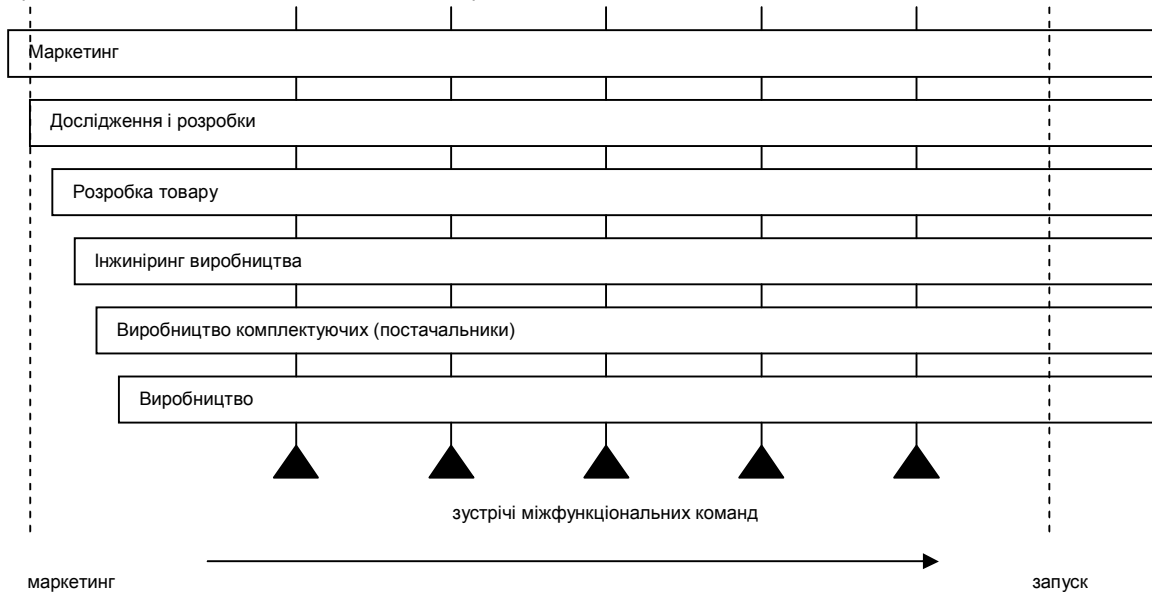 Маркетинг
Дослідження і розробки
Розробка товару
Інжиніринг виробництва
Виробництво комплектуючих (постачальники)
Виробництво
зустрічі міжфункціональних команд
маркетинг
запуск